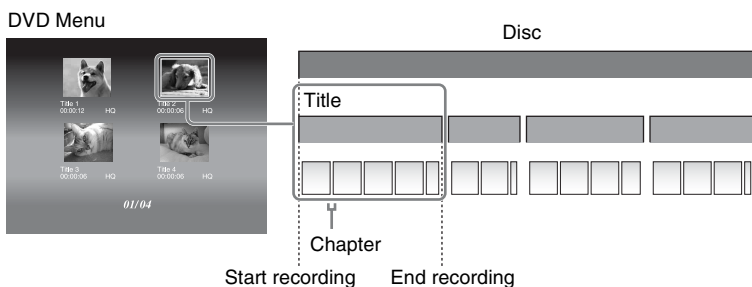 DVD Menu
Disc
Title 1
00:00:12 HQ
Title 2
00:00:06 HQ
Title
Title 3
00:00:06 HQ
Title 4
00:00:06 HQ
01/04
Chapter
Start recording
End recording